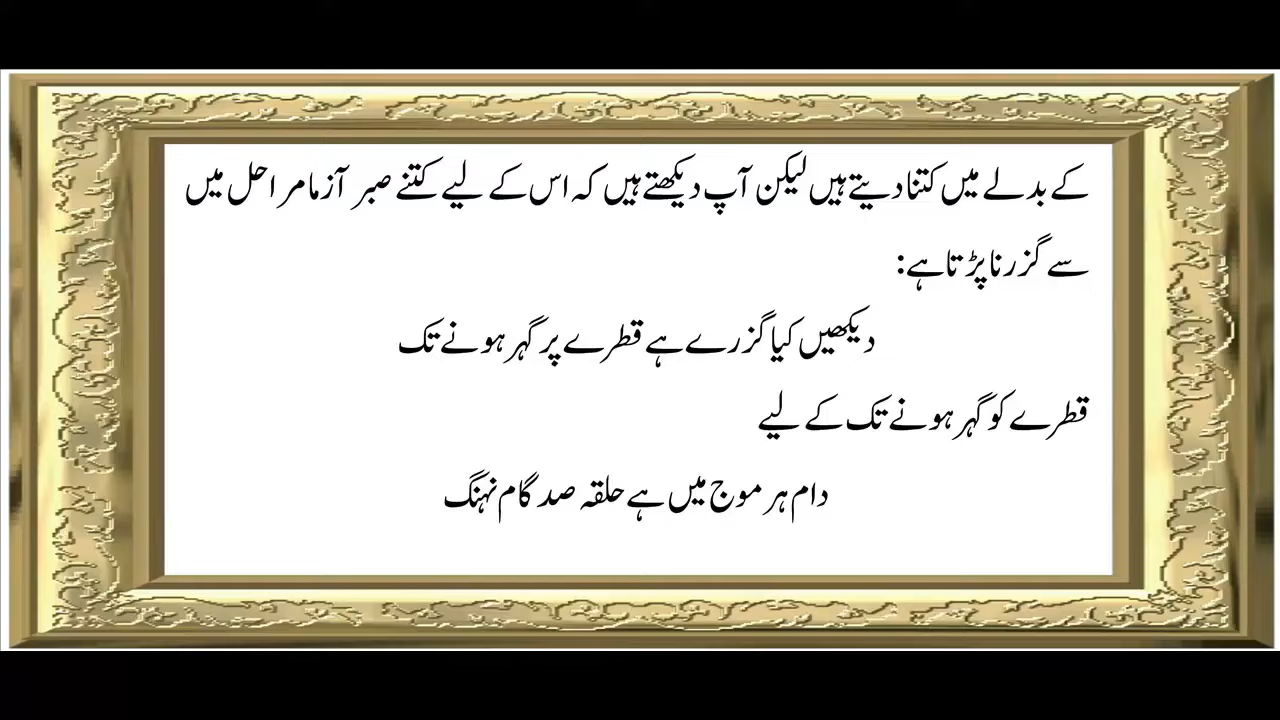 کے بدلے میں کتنا دیتے ہیں لیکن آپ دیکھتے ہیں کہ اس کے لیے کتنے صبر آزما مراحل میں
سے گزرنا پڑتا ہے:
دیکھیں کیا گزرے ہے قطرے پر گہر ہونے تک
قطرے کو گہر ہونے تک کے لیے
دام ہر موج میں ہے حلقہ صد گام نہنگ